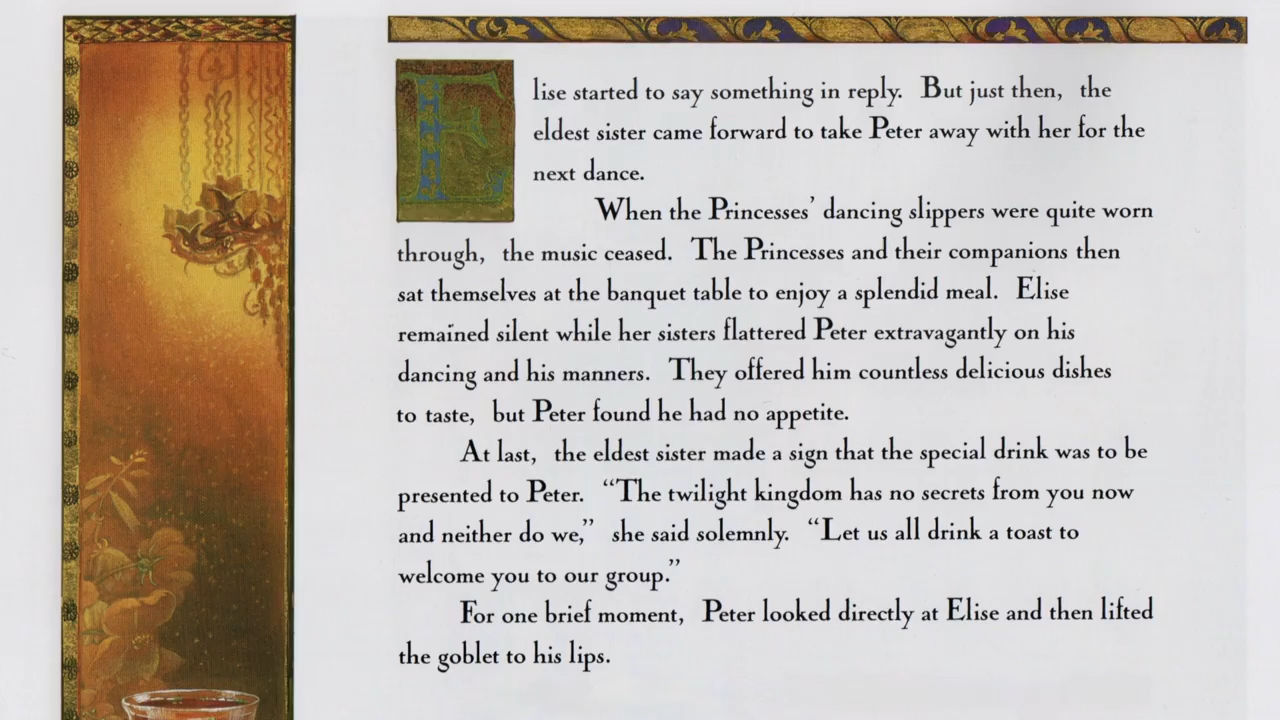 Elise started to say something in reply. But just then, the
eldest sister came forward to take Peter away with her for the
next dance.
When the Princesses' dancing slippers were quite worn
through, the music ceased. The Princesses and their companions then
sat themselves at the banquet table to enjoy a splendid meal. Elise
remained silent while her sisters flattered Peter extravagantly on his
dancing and his manners. They offered him countless delicious dishes
to taste, but Peter found he had no appetite.
At last, the eldest sister made a sign that the special drink was to be
presented to Peter. “The twilight kingdom has no secrets from you now
and neither do we,” she said solemnly. “Let us all drink a toast to
welcome you to our group.”
For one brief moment, Peter looked directly at Elise and then lifted
the goblet to his lips.